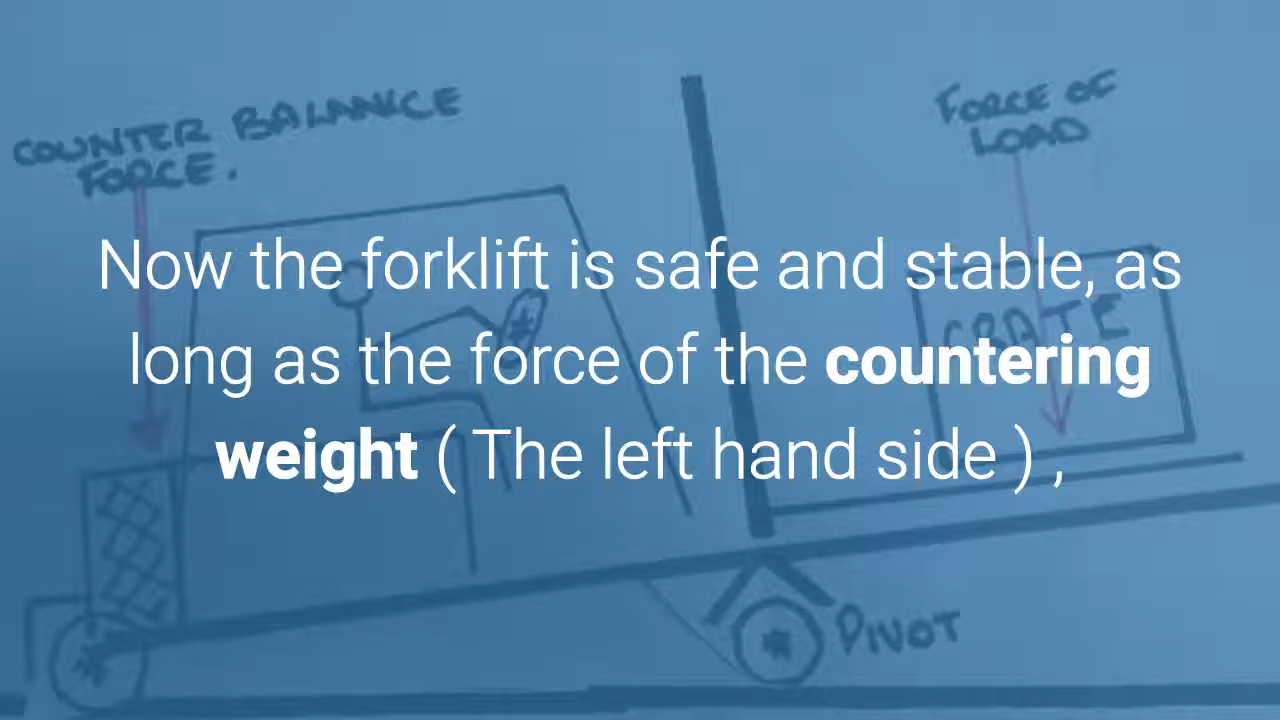 COUNTER BALANCE
FORCE.
FORCE OF
LOAD
Now the forklift is safe and stable, as
long as the force of the countering
weight ( The left hand side ) ,
CRATE
PIVOT